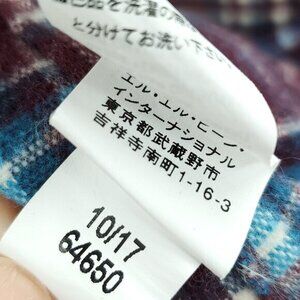 と分けてお洗い下さい
エル・エル・ビーン・
インターナショナル
東京都武蔵野市
吉祥寺南町1-16-3
10/17
64650